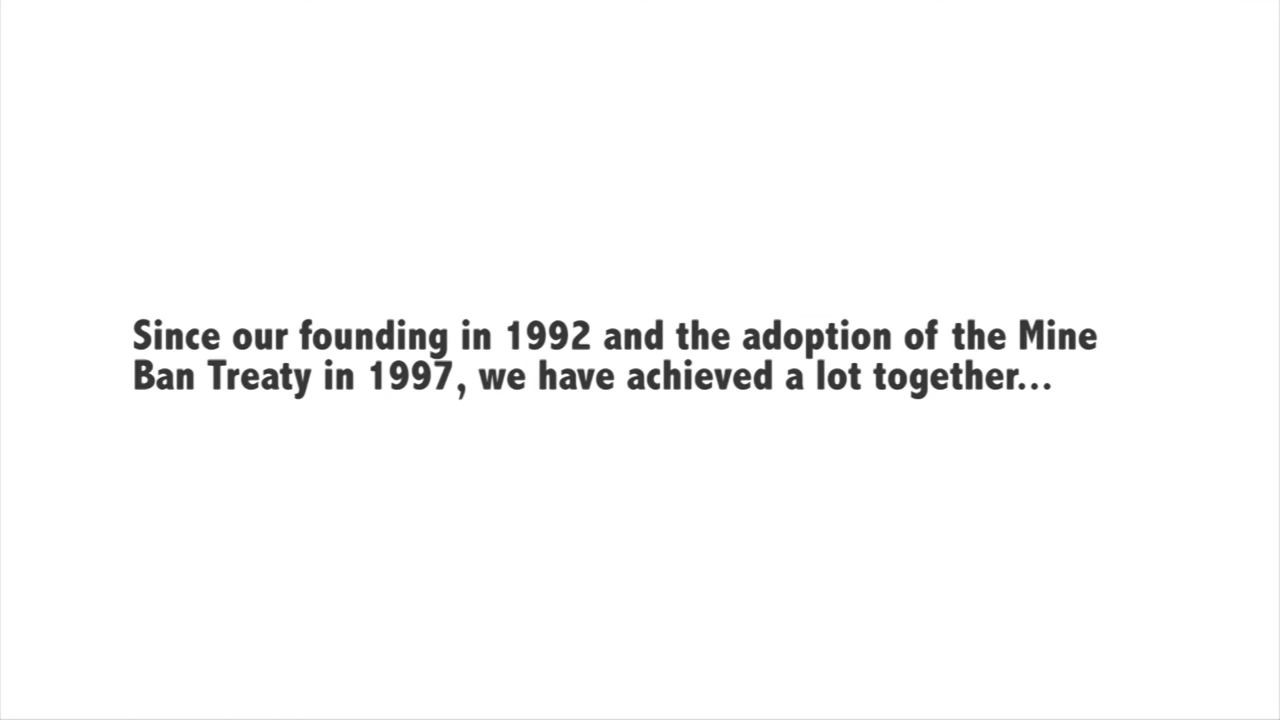 Since our founding in 1992 and the adoption of the Mine
Ban Treaty in 1997, we have achieved a lot together...